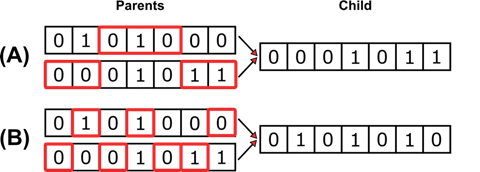 Parents Child
(A)
0 1 0 1 0 0 0
0 0 0 1 0 1 1
0 0 0 1 0 1 1
(B)
0 1 0 1 0 0 0
0 0 0 1 0 1 1
0 1 0 1 0 1 0